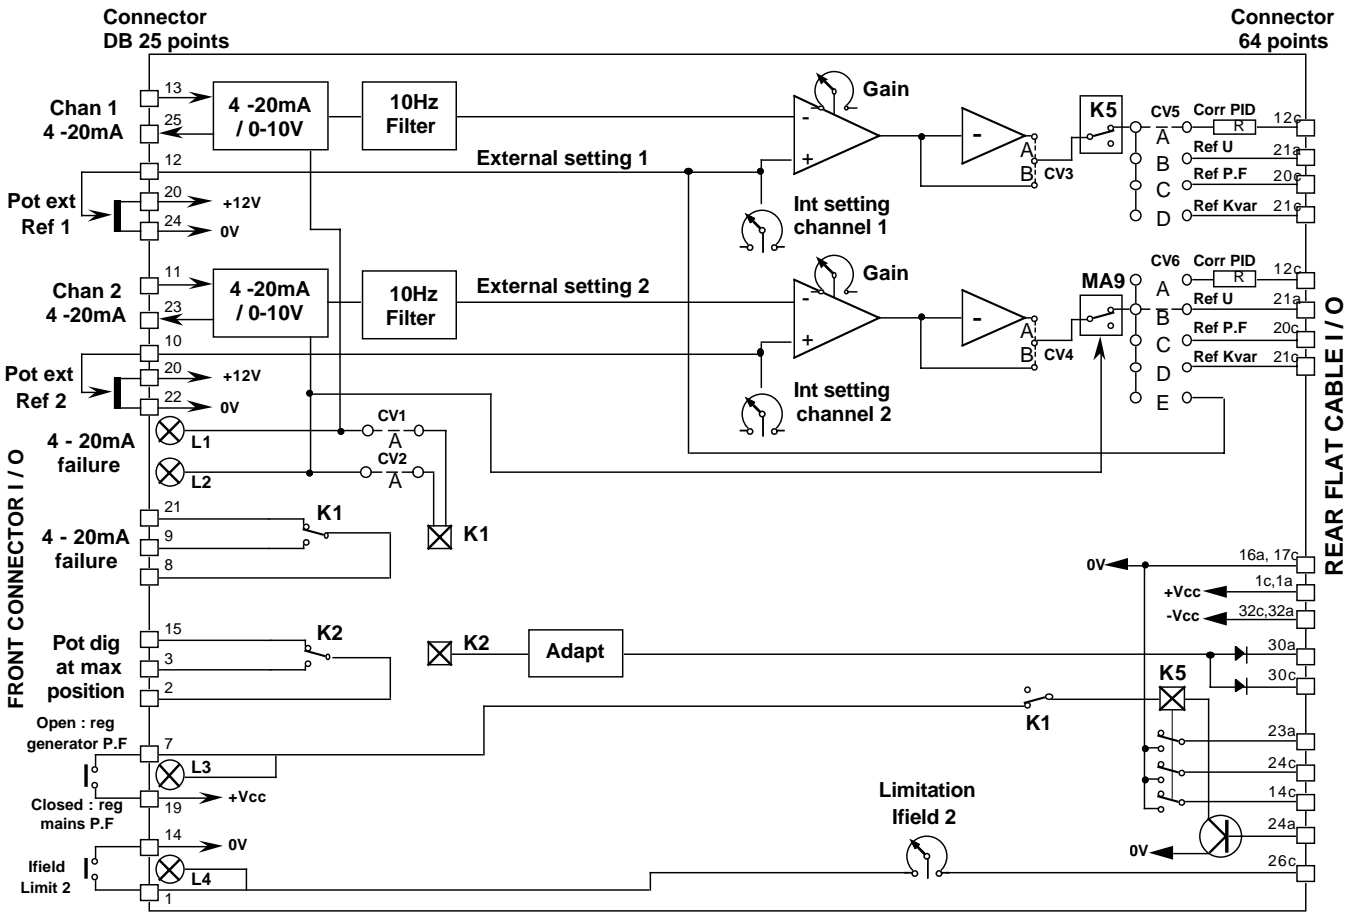 Connector
DB 25 points
Connector
64 points
Chan 1
4 -20mA
13
25
4 -20mA
/ 0-10V
10Hz
Filter
Gain
-
+
-
A
B
CV3
K5
CV5
Corr PID
R
12c
A
Ref U
21a
B
Ref P.F
20c
C
Ref Kvar
21c
D
12
External setting 1
Pot ext
Ref 1
20
+12V
24
0V
Int setting
channel 1
Chan 2
4 -20mA
11
23
4 -20mA
/ 0-10V
10Hz
Filter
External setting 2
Gain
-
+
-
A
B
CV4
MA9
CV6
Corr PID
R
12c
A
Ref U
21a
B
Ref P.F
20c
C
Ref Kvar
21c
D
E
10
Pot ext
Ref 2
20
+12V
22
0V
Int setting
channel 2
4 - 20mA
failure
L1
L2
CV1
A
CV2
A
K1
4 - 20mA
failure
21
9
8
K1
Pot dig
at max
position
15
3
2
K2
K2
Adapt
0V
16a, 17c
+Vcc
1c,1a
-Vcc
32c,32a
30a
30c
K5
K1
23a
24c
14c
24a
0V
26c
Open : reg
generator P.F
7
L3
Closed : reg
mains P.F
19
+Vcc
14
0V
Ifield
Limit 2
L4
1
Limitation
Ifield 2
FRONT CONNECTOR I / O
REAR FLAT CABLE I / O